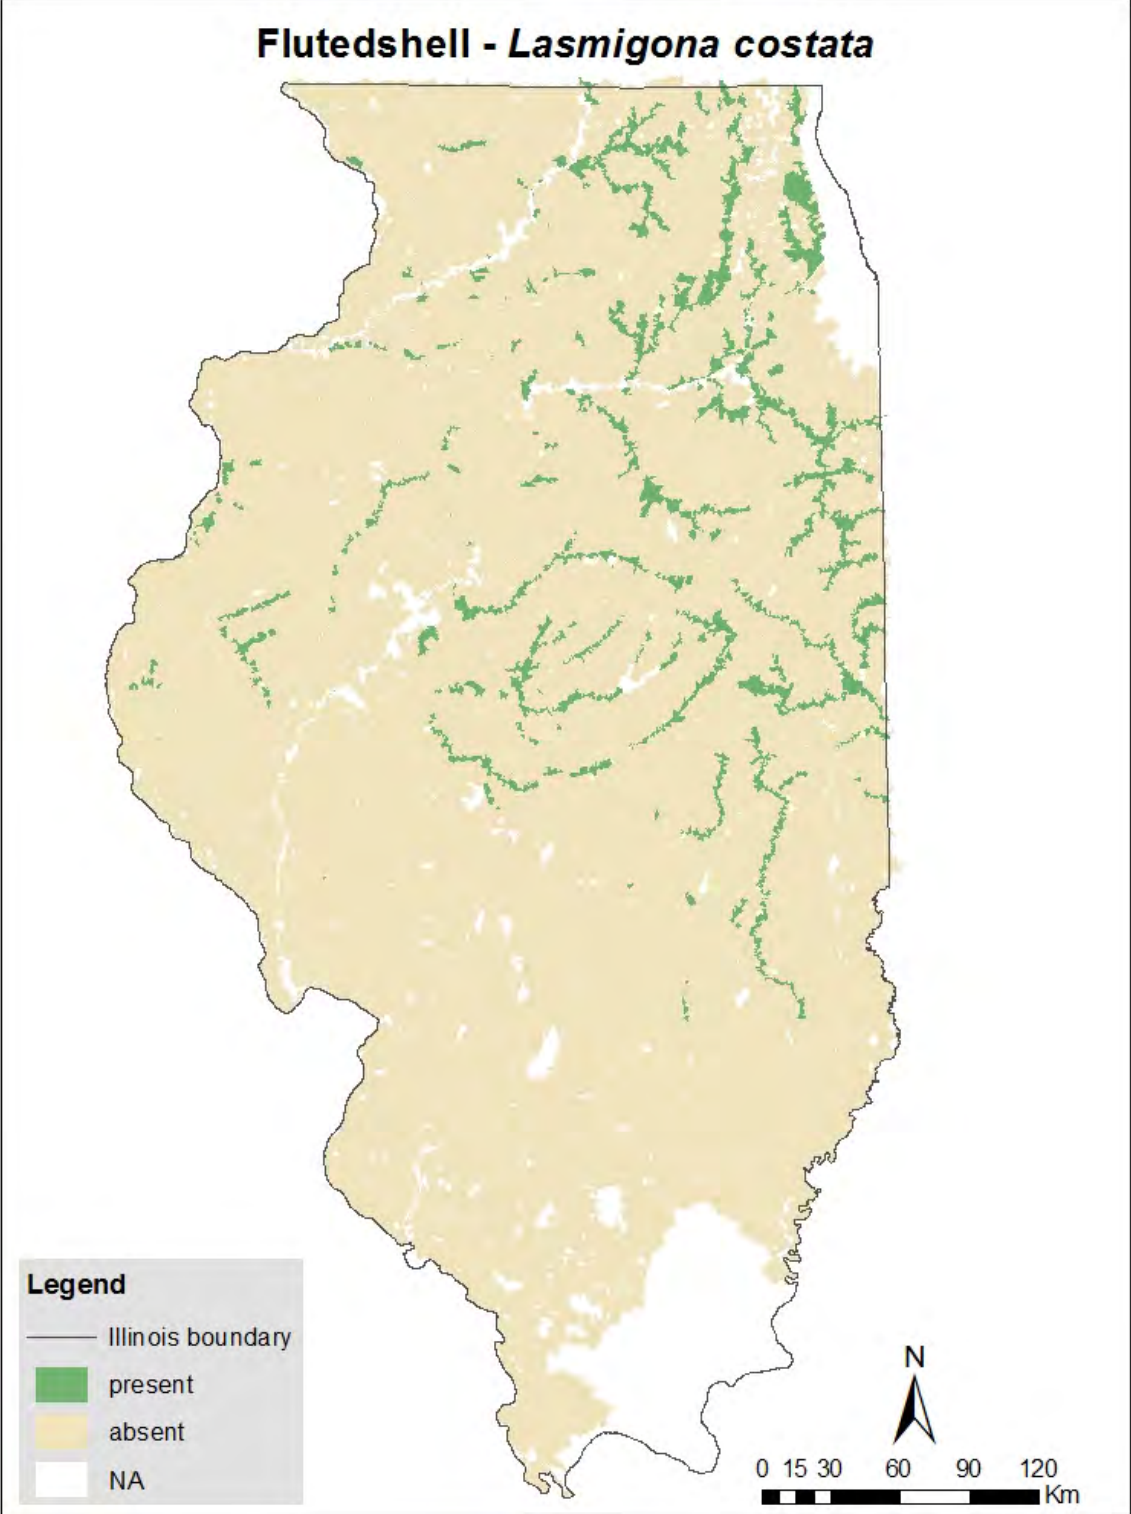 Flutedshell - Lasmigona costata
Legend
Illinois boundary
present
absent
NA
N
0 15 30 60 90 120
Km